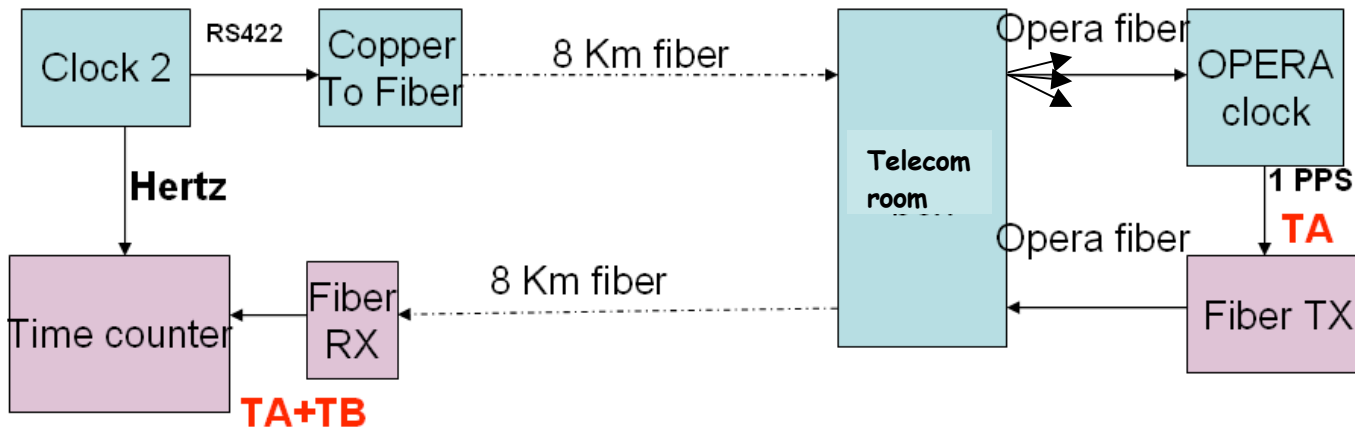 Clock 2
RS422
Copper
To Fiber
8 Km fiber
Opera fiber
OPERA
clock
Telecom
room
Hertz
1 PPS
TA
Time counter
Fiber
RX
8 Km fiber
Opera fiber
Fiber TX
TA+TB